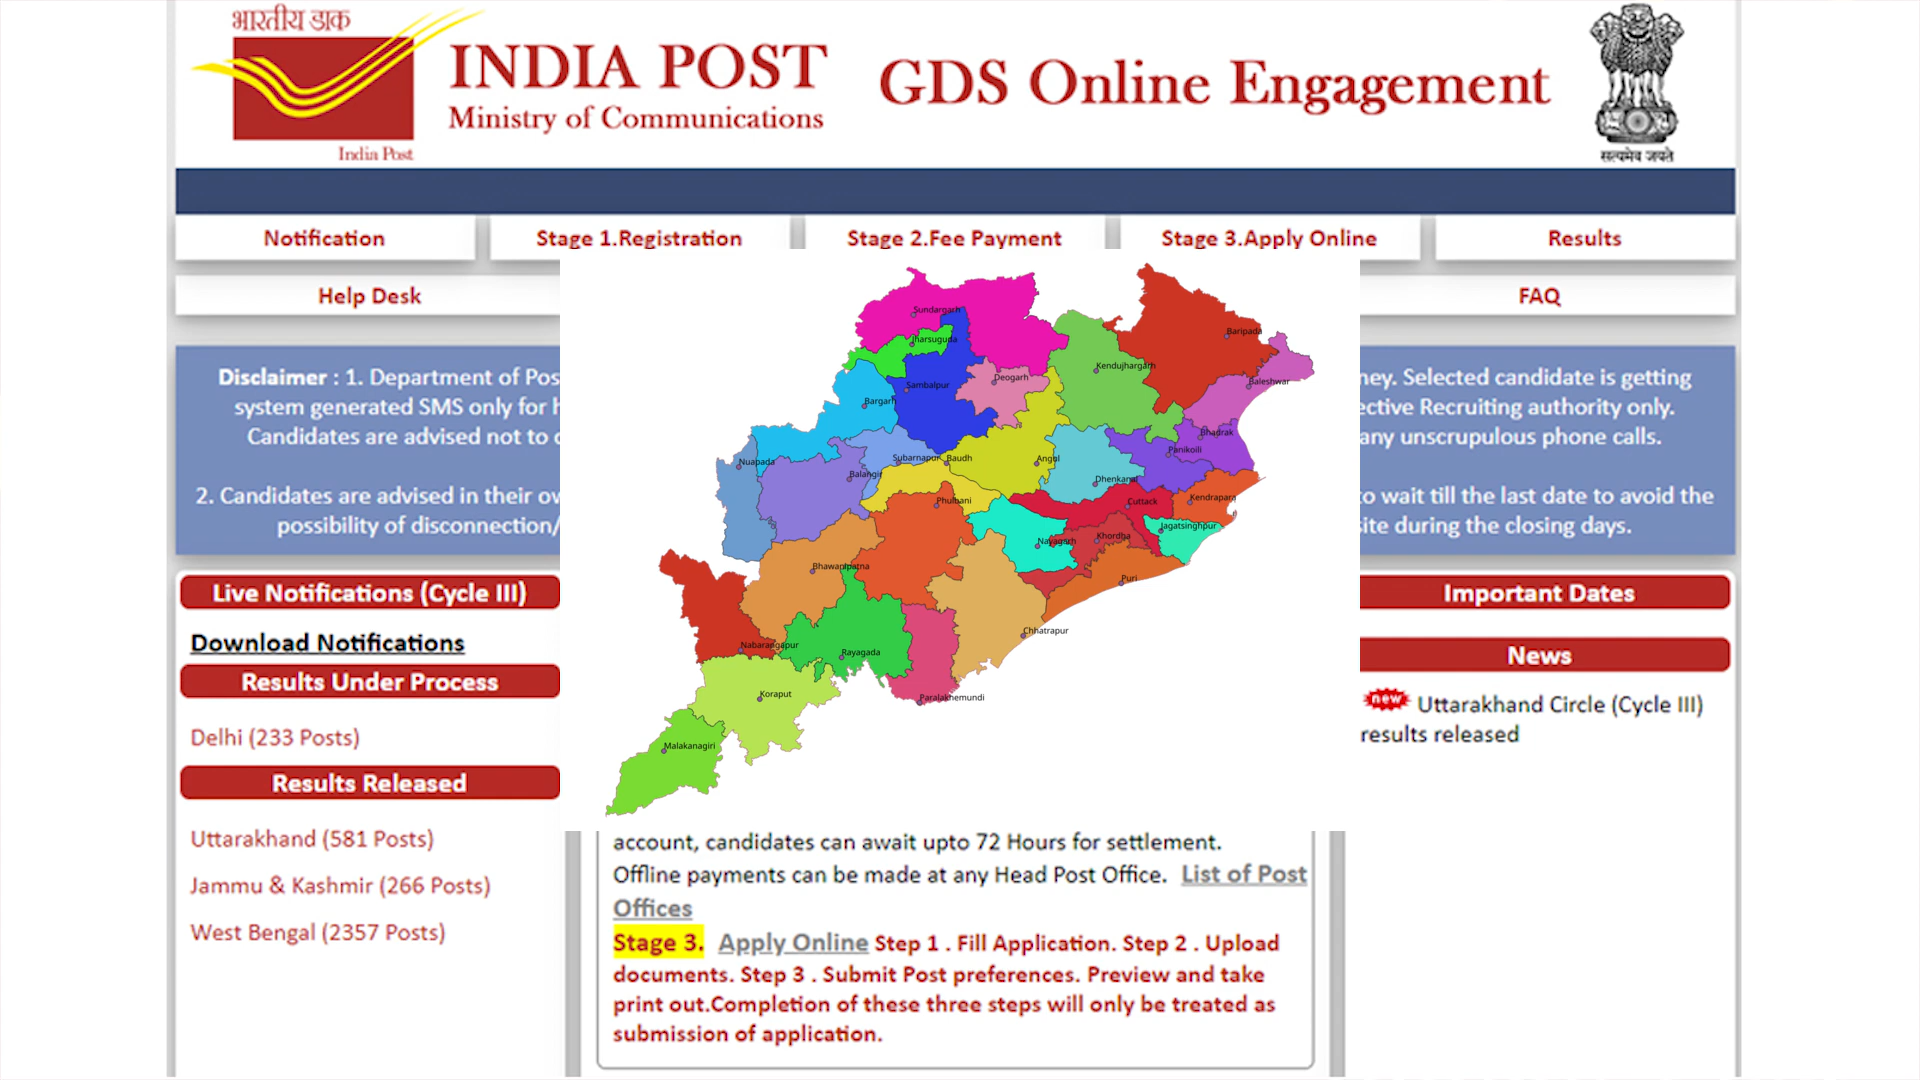 भारतीय डाक
India Post
INDIA POST
Ministry of Communications
GDS Online Engagement
सत्यमेव जयते
Notification
Stage 1.Registration
Stage 2.Fee Payment
Stage 3.Apply Online
Results
Help Desk
FAQ
Disclaimer : 1. Department of Pos
system generated SMS only for
Candidates are advised not to
2. Candidates are advised in their
possibility of disconnection/
ney. Selected candidate is getting
ective Recruiting authority only.
any unscrupulous phone calls.
to wait till the last date to avoid the
site during the closing days.
Sundargarh
Jharsuguda
Sambalpur
Deogarh
Kendujhargarh
Baripada
Baleshwar
Bargarh
Bhadrak
Panikoili
Nuapada
Subarnapur
Baudh
Angul
Balangir
Dhenkanal
Phulbani
Cuttack
Kendrapara
Jagatsinghpur
Nayagarh
Khordha
Bhawanipatna
Puri
Chhatrapur
Nabarangapur
Rayagada
Koraput
Paralakhemundi
Malakanagiri
Live Notifications (Cycle III)
Download Notifications
Results Under Process
Delhi (233 Posts)
Results Released
Uttarakhand (581 Posts)
Jammu & Kashmir (266 Posts)
West Bengal (2357 Posts)
account, candidates can await upto 72 Hours for settlement.
Offline payments can be made at any Head Post Office. List of Post
Offices
Stage 3. Apply Online Step 1 . Fill Application. Step 2 . Upload
documents. Step 3 . Submit Post preferences. Preview and take
print out.Completion of these three steps will only be treated as
submission of application.
Important Dates
News
new Uttarakhand Circle (Cycle III)
results released